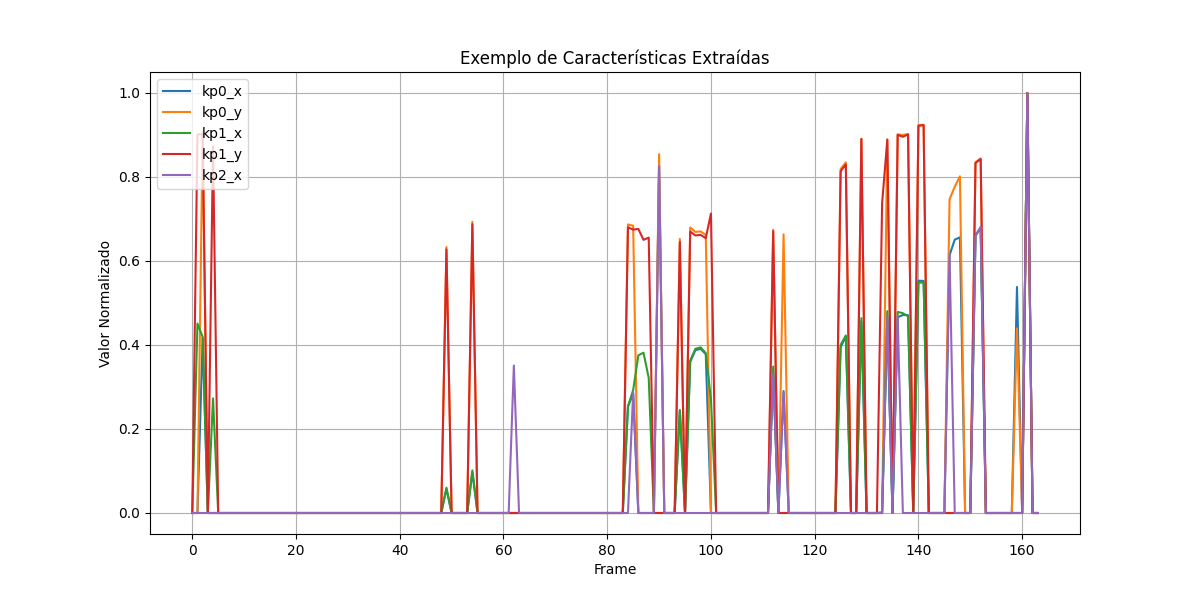 Exemplo de Características Extraídas
kp0_x
kp0_y
kp1_x
kp1_y
kp2_x
Valor Normalizado
1.0
0.8
0.6
0.4
0.2
0.0
0 20 40 60 80 100 120 140 160
Frame